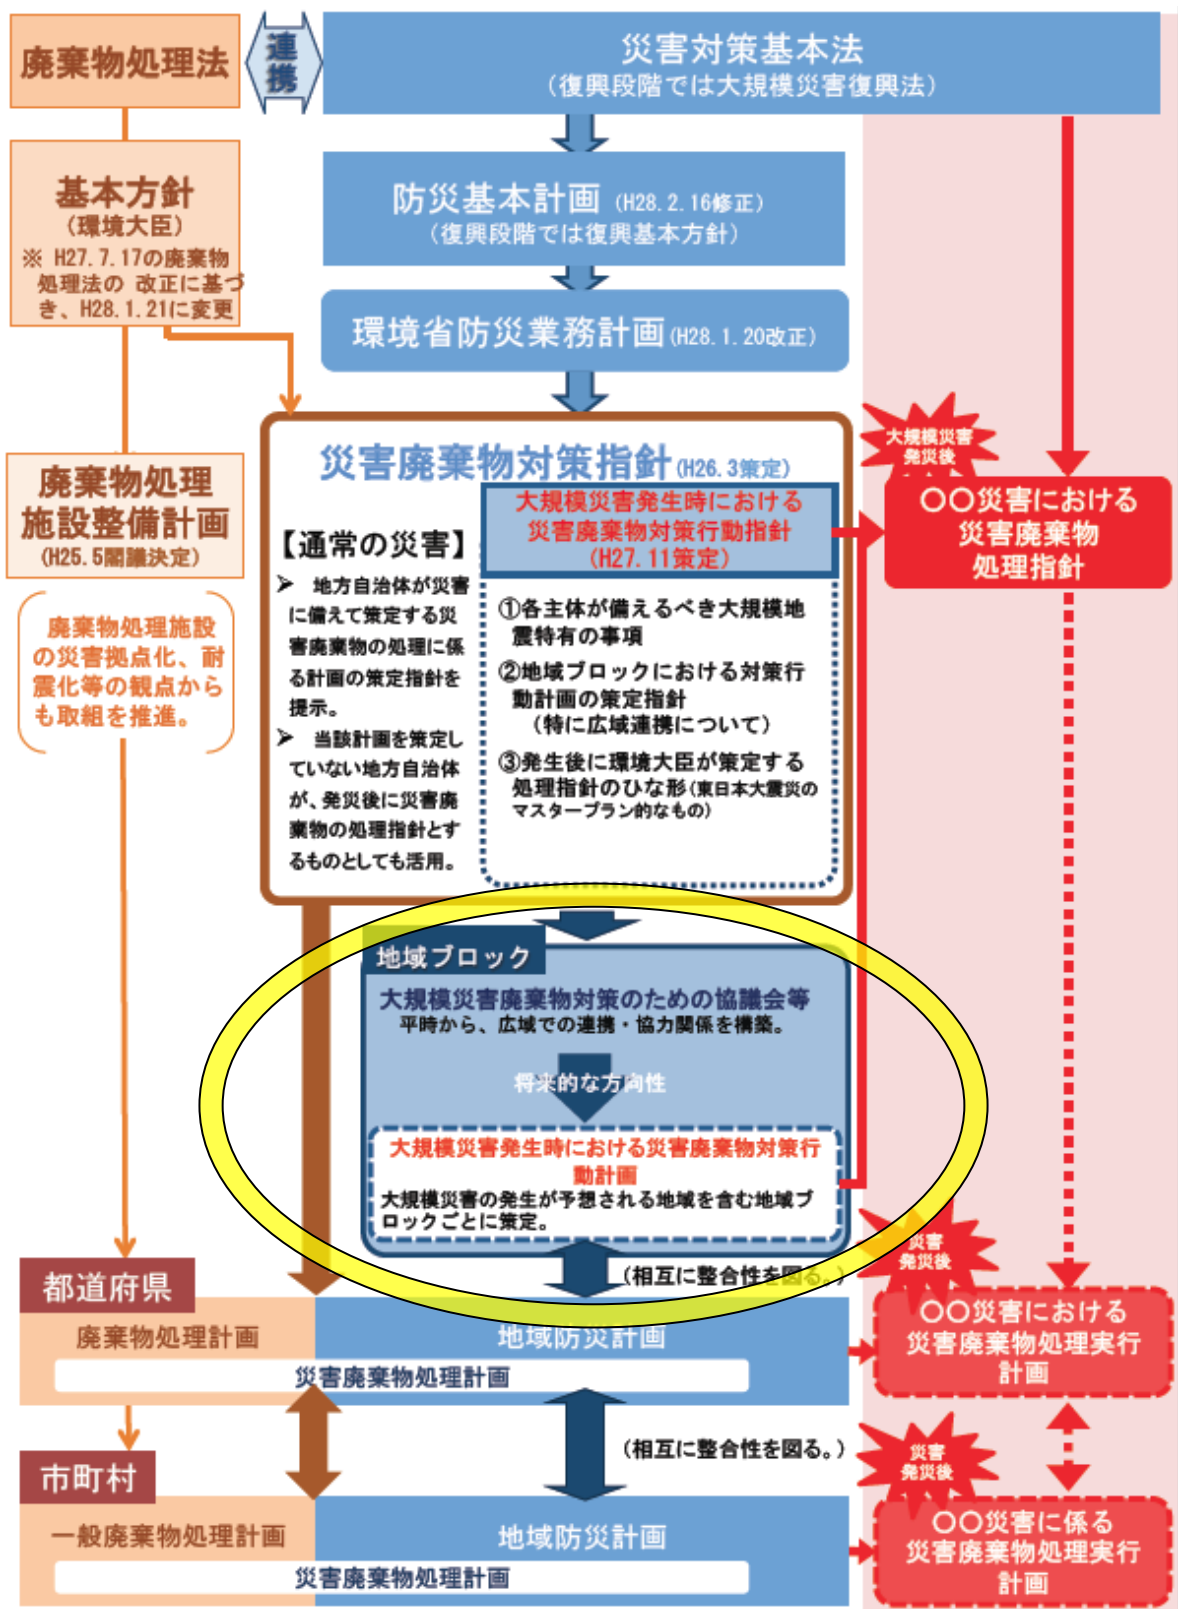 廃棄物処理法
連携
災害対策基本法
(復興段階では大規模災害復興法)
基本方針
(環境大臣)
※ H27.7.17の廃棄物
処理法の 改正に基づ
き、H28.1.21に変更
防災基本計画 (H28.2.16修正)
(復興段階では復興基本方針)
環境省防災業務計画(H28.1.20改正)
廃棄物処理
施設整備計画
(H25.5閣議決定)
廃棄物処理施設
の災害拠点化、耐
震化等の観点から
も取組を推進。
災害廃棄物対策指針(H26.3策定)
【通常の災害】
➢ 地方自治体が災害
に備えて策定する災
害廃棄物の処理に係
る計画の策定指針を
提示。
➢ 当該計画を策定し
ていない地方自治体
が、発災後に災害廃
棄物の処理指針とす
るものとしても活用。
大規模災害発生時における
災害廃棄物対策行動指針
(H27.11策定)
①各主体が備えるべき大規模地
震特有の事項
②地域ブロックにおける対策行
動計画の策定指針
(特に広域連携について)
③発生後に環境大臣が策定する
処理指針のひな形(東日本大震災の
マスタープラン的なもの)
大規模災害
発災後
〇〇災害における
災害廃棄物
処理指針
地域ブロック
大規模災害廃棄物対策のための協議会等
平時から、広域での連携・協力関係を構築。
将来的な方向性
大規模災害発生時における災害廃棄物対策行
動計画
大規模災害の発生が予想される地域を含む地域ブ
ロックごとに策定。
(相互に整合性を図る。)
災害
発災後
都道府県
廃棄物処理計画
地域防災計画
災害廃棄物処理計画
〇〇災害における
災害廃棄物処理実行
計画
(相互に整合性を図る。)
災害
発災後
市町村
一般廃棄物処理計画
地域防災計画
災害廃棄物処理計画
〇〇災害に係る
災害廃棄物処理実行
計画